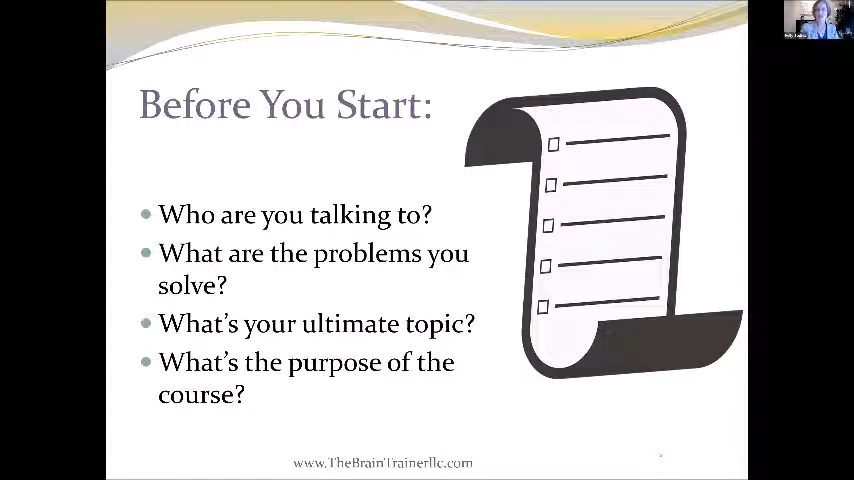 Before You Start:
Who are you talking to?
What are the problems you
solve?
What's your ultimate topic?
What's the purpose of the
course?
www.TheBrainTrainerllc.com